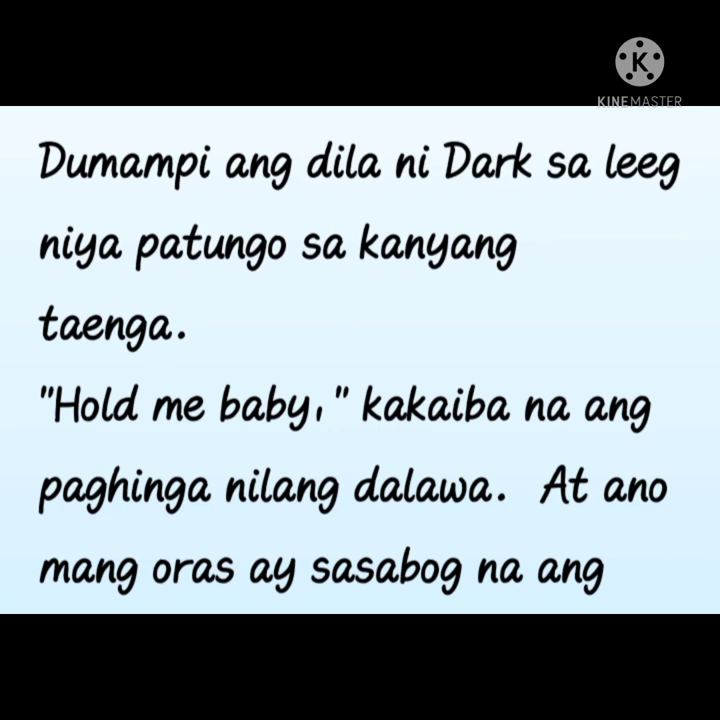 KINEMASTER
Dumampi ang dila ni Dark sa leeg
niya patungo sa kanyang
taenga.
"Hold me baby," kakaiba na ang
paghinga nilang dalawa. At ano
mang oras ay sasabog na ang